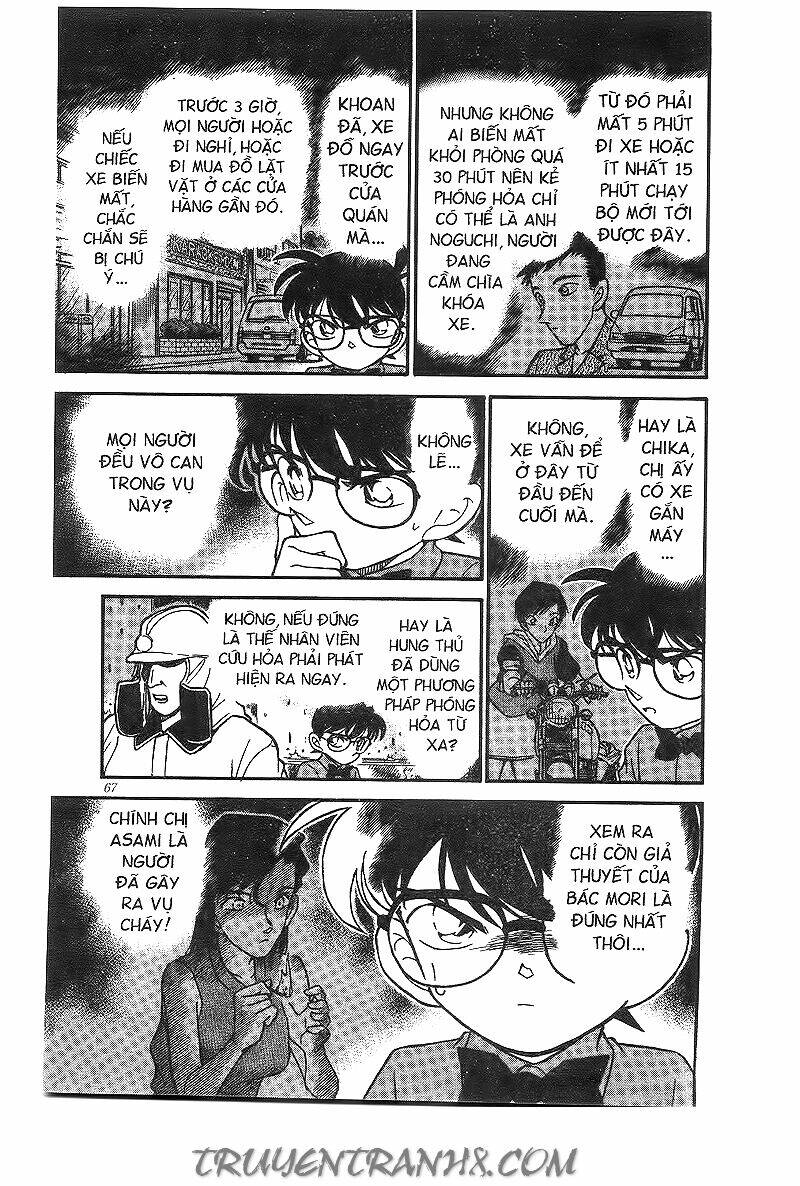 TỪ ĐÓ PHẢI
MẤT 5 PHÚT
ĐI XE HOẶC
ÍT NHẤT 15
PHÚT CHẠY
BỘ MỚI TỚI
ĐƯỢC ĐÂY.
NHƯNG KHÔNG
AI BIẾN MẤT
KHỎI PHÒNG QUÁ
30 PHÚT NÊN KẺ
PHÓNG HỎA CHỈ
CÓ THỂ LÀ ANH
NOGUCHI, NGƯỜI
ĐANG
CẦM CHÌA
KHÓA
XE.
KHOAN
ĐÃ, XE
ĐỖ NGAY
TRƯỚC
CỬA
QUÁN
MÀ...
TRƯỚC 3 GIỜ,
MỌI NGƯỜI HOẶC
ĐI NGHỈ, HOẶC
ĐI MUA ĐỒ LẶT
VẶT Ở CÁC CỬA
HÀNG GẦN ĐÓ.
NẾU
CHIẾC
XE BIẾN
MẤT,
CHẮC
CHẮN SẼ
BỊ CHÚ
Ý...
HAY LÀ
CHIKA,
CHỊ ẤY
CÓ XE
GẮN
MÁY
...
KHÔNG,
XE VẪN ĐỂ
Ở ĐÂY TỪ
ĐẦU ĐẾN
CUỐI MÀ.
KHÔNG
LẼ...
MỌI NGƯỜI
ĐỀU VÔ CAN
TRONG VỤ
NÀY?
HAY LÀ
HUNG THỦ
ĐÃ DÙNG
MỘT PHƯƠNG
PHÁP PHÓNG
HỎA TỪ
XA?
KHÔNG, NẾU ĐÚNG
LÀ THẾ NHÂN VIÊN
CỨU HỎA PHẢI PHÁT
HIỆN RA NGAY.
67
XEM RA
CHỈ CÒN GIẢ
THUYẾT CỦA
BÁC MORI LÀ
ĐÚNG NHẤT
THÔI...
CHÍNH CHỊ
ASAMI LÀ
NGƯỜI
ĐÃ GÂY
RA VỤ
CHÁY!
TRUYENTRANH8.COM